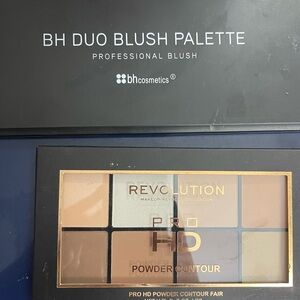 BH DUO BLUSH PALETTE
PROFESSIONAL BLUSH
bhcosmetics®
REVOLUTION
PRO
HD
POWDER CONTOUR
PRO HD POWDER CONTOUR FAIR